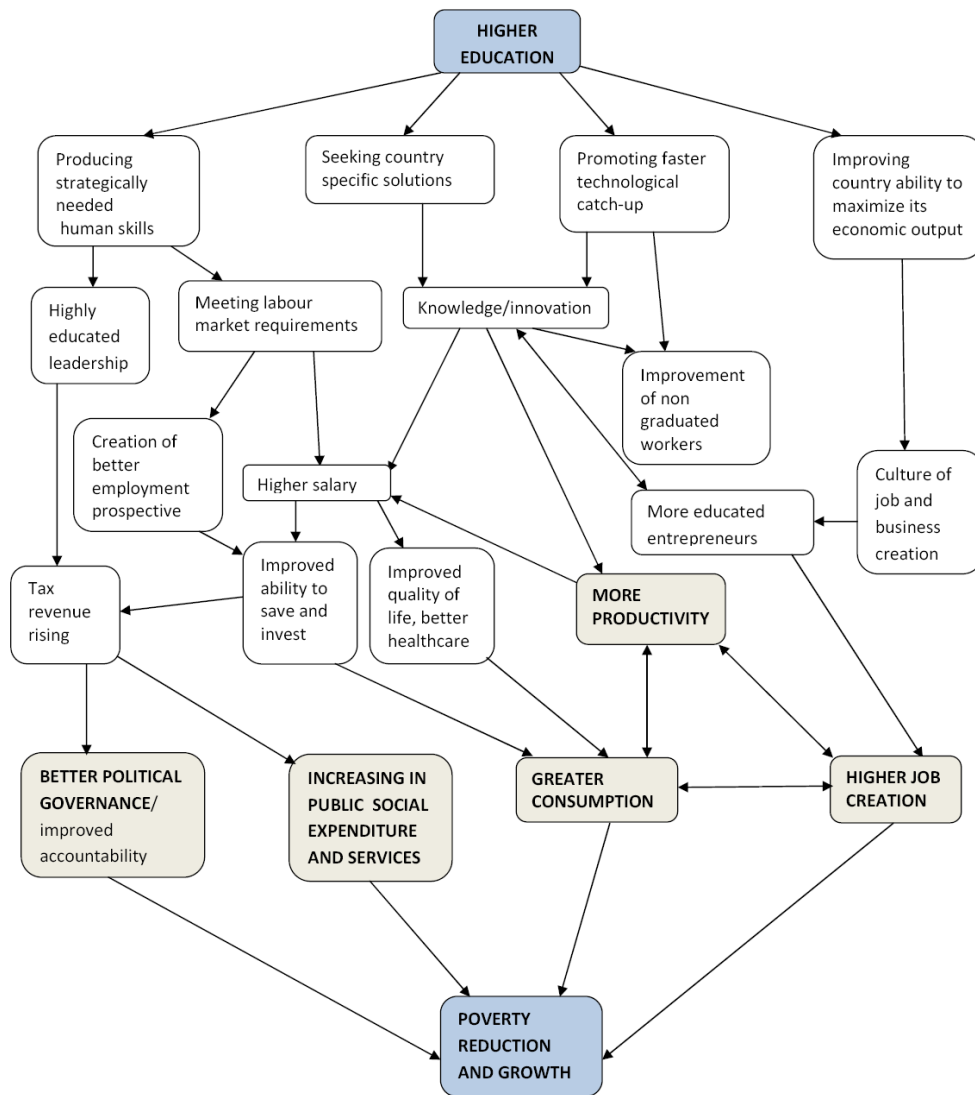 HIGHER
EDUCATION
Producing
strategically
needed
human skills
Seeking country
specific solutions
Promoting faster
technological
catch-up
Improving
country ability to
maximize its
economic output
Highly
educated
leadership
Meeting labour
market requirements
Knowledge/innovation
Improvement
of non
graduated
workers
Creation of
better
employment
prospective
Higher salary
More educated
entrepreneurs
Culture of
job and
business
creation
Tax
revenue
rising
Improved
ability to
save and
invest
Improved
quality of
life, better
healthcare
MORE
PRODUCTIVITY
BETTER POLITICAL
GOVERNANCE/
improved
accountability
INCREASING IN
PUBLIC SOCIAL
EXPENDITURE
AND SERVICES
GREATER
CONSUMPTION
HIGHER JOB
CREATION
POVERTY
REDUCTION
AND GROWTH